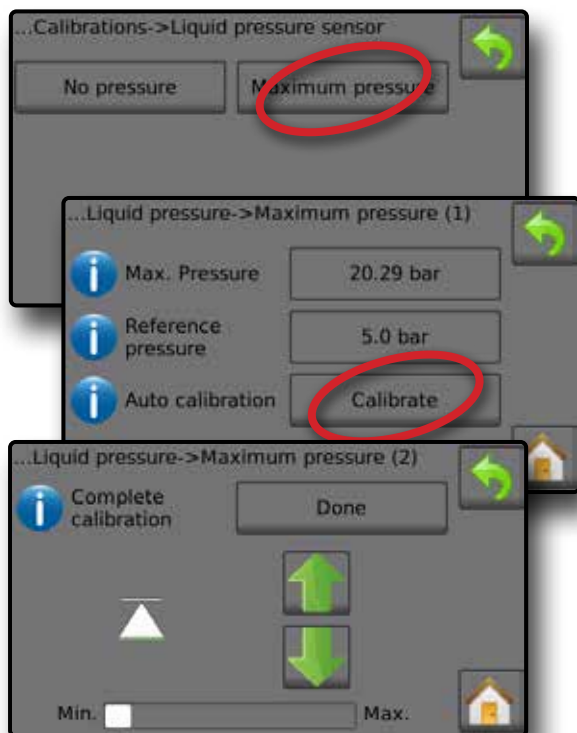 ...Calibrations->Liquid pressure sensor
No pressure
Maximum pressure
...Liquid pressure->Maximum pressure (1)
Max. Pressure
20.29 bar
Reference
pressure
5.0 bar
Auto calibration
Calibrate
...Liquid pressure->Maximum pressure (2)
Complete
calibration
Done
Min.
Max.